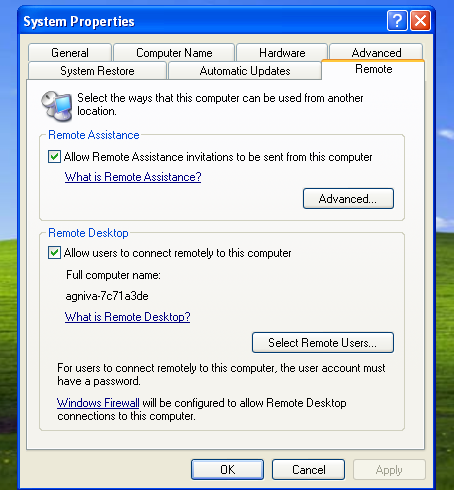 System Properties
General
Computer Name
Hardware
Advanced
System Restore
Automatic Updates
Remote
Select the ways that this computer can be used from another
location.
Remote Assistance
Allow Remote Assistance invitations to be sent from this computer
What is Remote Assistance?
Advanced...
Remote Desktop
Allow users to connect remotely to this computer
Full computer name:
agniva-7c71a3de
What is Remote Desktop?
Select Remote Users...
For users to connect remotely to this computer, the user account must
have a password.
Windows Firewall will be configured to allow Remote Desktop
connections to this computer.
OK
Cancel
Apply